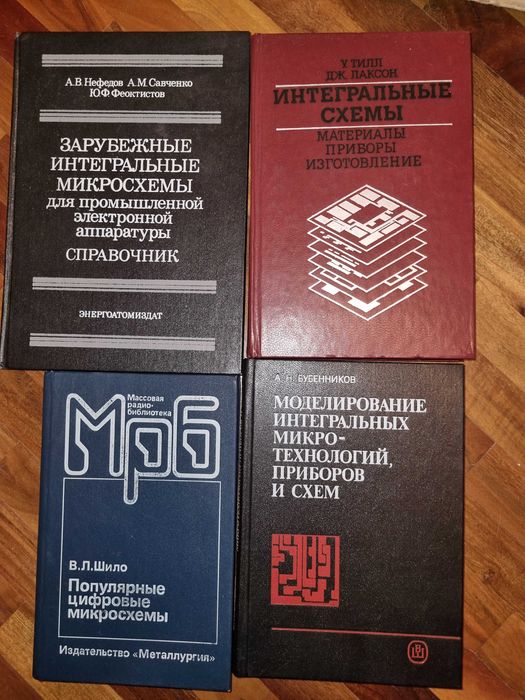 А.В.Нефедов А.М.Савченко
Ю.Ф.Феоктистов
ЗАРУБЕЖНЫЕ
ИНТЕГРАЛЬНЫЕ
МИКРОСХЕМЫ
для промышленной
электронной
аппаратуры
СПРАВОЧНИК
ЭНЕРГОАТОМИЗДАТ
У. ТИЛЛ
ДЖ. ЛАКСОН
ИНТЕГРАЛЬНЫЕ
СХЕМЫ
МАТЕРИАЛЫ
ПРИБОРЫ
ИЗГОТОВЛЕНИЕ
Массовая
радио-
библиотека
Мрб
В.Л.Шило
Популярные
цифровые
микросхемы
Издательство «Металлургия»
А. Н. БУБЕННИКОВ
МОДЕЛИРОВАНИЕ
ИНТЕГРАЛЬНЫХ
МИКРО-
ТЕХНОЛОГИЙ,
ПРИБОРОВ
И СХЕМ